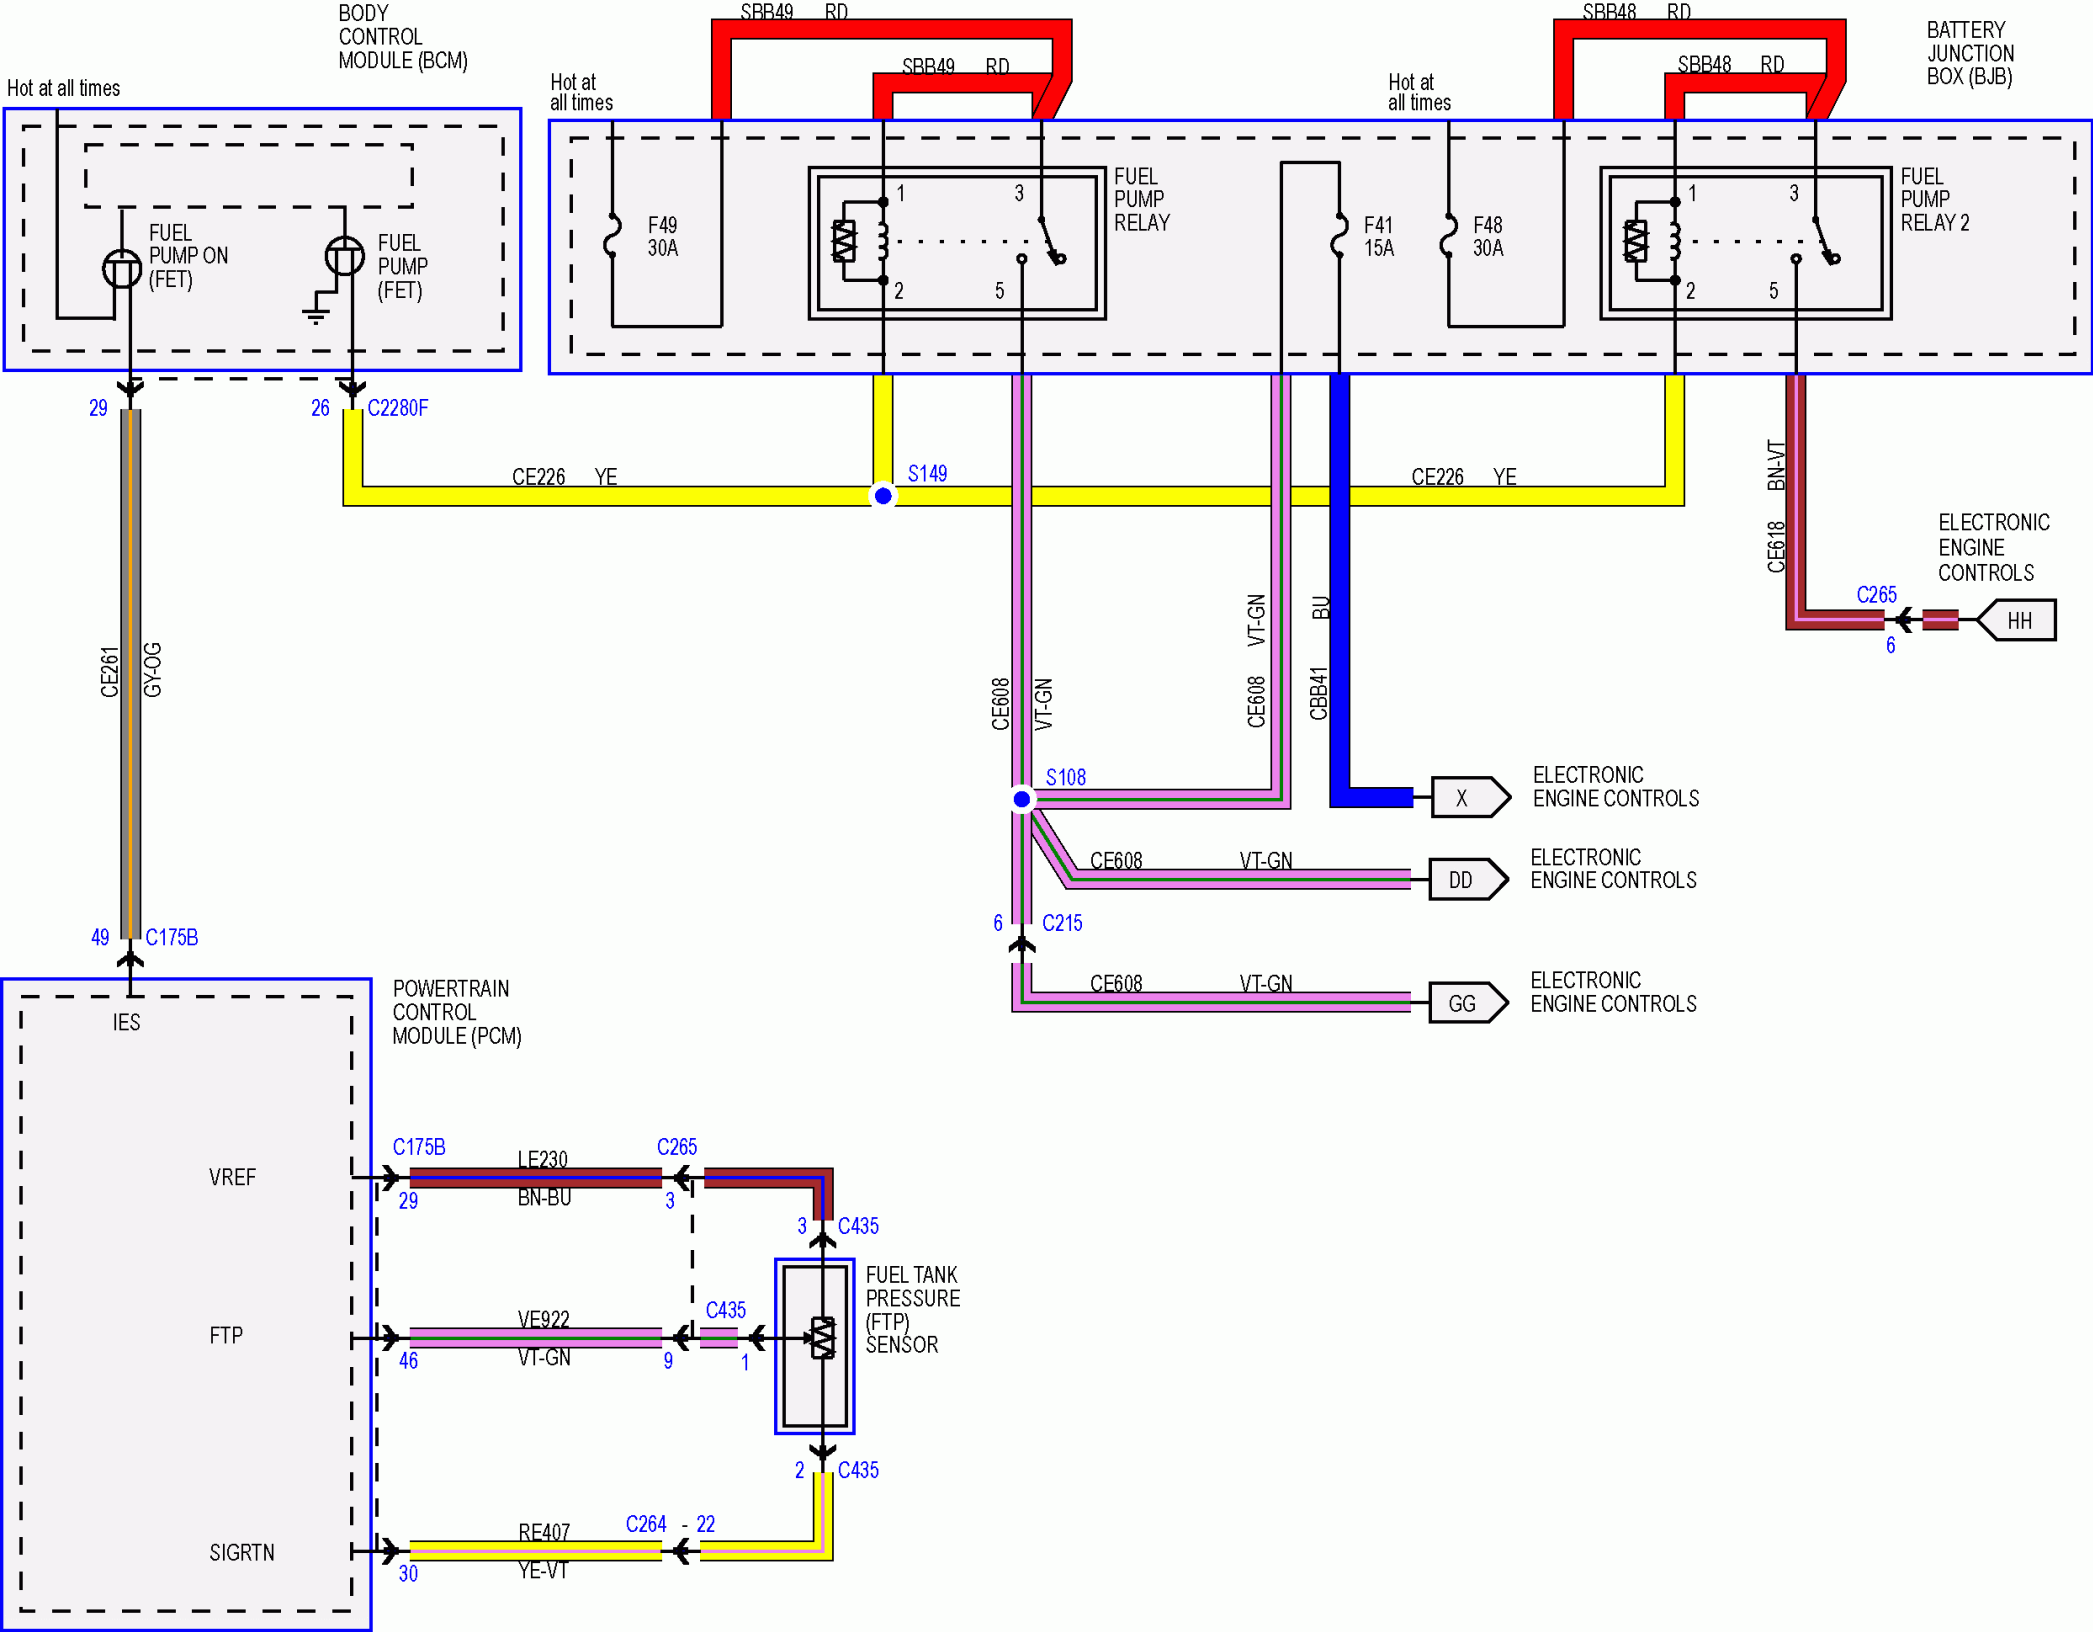 BODY
CONTROL
MODULE (BCM)
Hot at all times
FUEL
PUMP ON
(FET)
FUEL
PUMP
(FET)
29
26 C2280F
SBB49 RD
SBB49 RD
SBB48 RD
SBB48 RD
BATTERY
JUNCTION
BOX (BJB)
Hot at
all times
Hot at
all times
F49
30A
1
3
2
5
FUEL
PUMP
RELAY
F41
15A
F48
30A
1
3
2
5
FUEL
PUMP
RELAY 2
CE226 YE
S149
CE226 YE
CE618 BN-VT
ELECTRONIC
ENGINE
CONTROLS
C265
6
HH
CE261
GY-OG
CE608
VT-GN
CE608 VT-GN
CBB41 BU
S108
X
ELECTRONIC
ENGINE CONTROLS
CE608 VT-GN
DD
ELECTRONIC
ENGINE CONTROLS
6 C215
CE608 VT-GN
GG
ELECTRONIC
ENGINE CONTROLS
49 C175B
POWERTRAIN
CONTROL
MODULE (PCM)
IES
VREF
C175B
29
LE230
BN-BU
C265
3
3 C435
FUEL TANK
PRESSURE
(FTP)
SENSOR
FTP
46
VE922
VT-GN
9
C435
1
2 C435
SIGRTN
30
RE407
YE-VT
C264 - 22